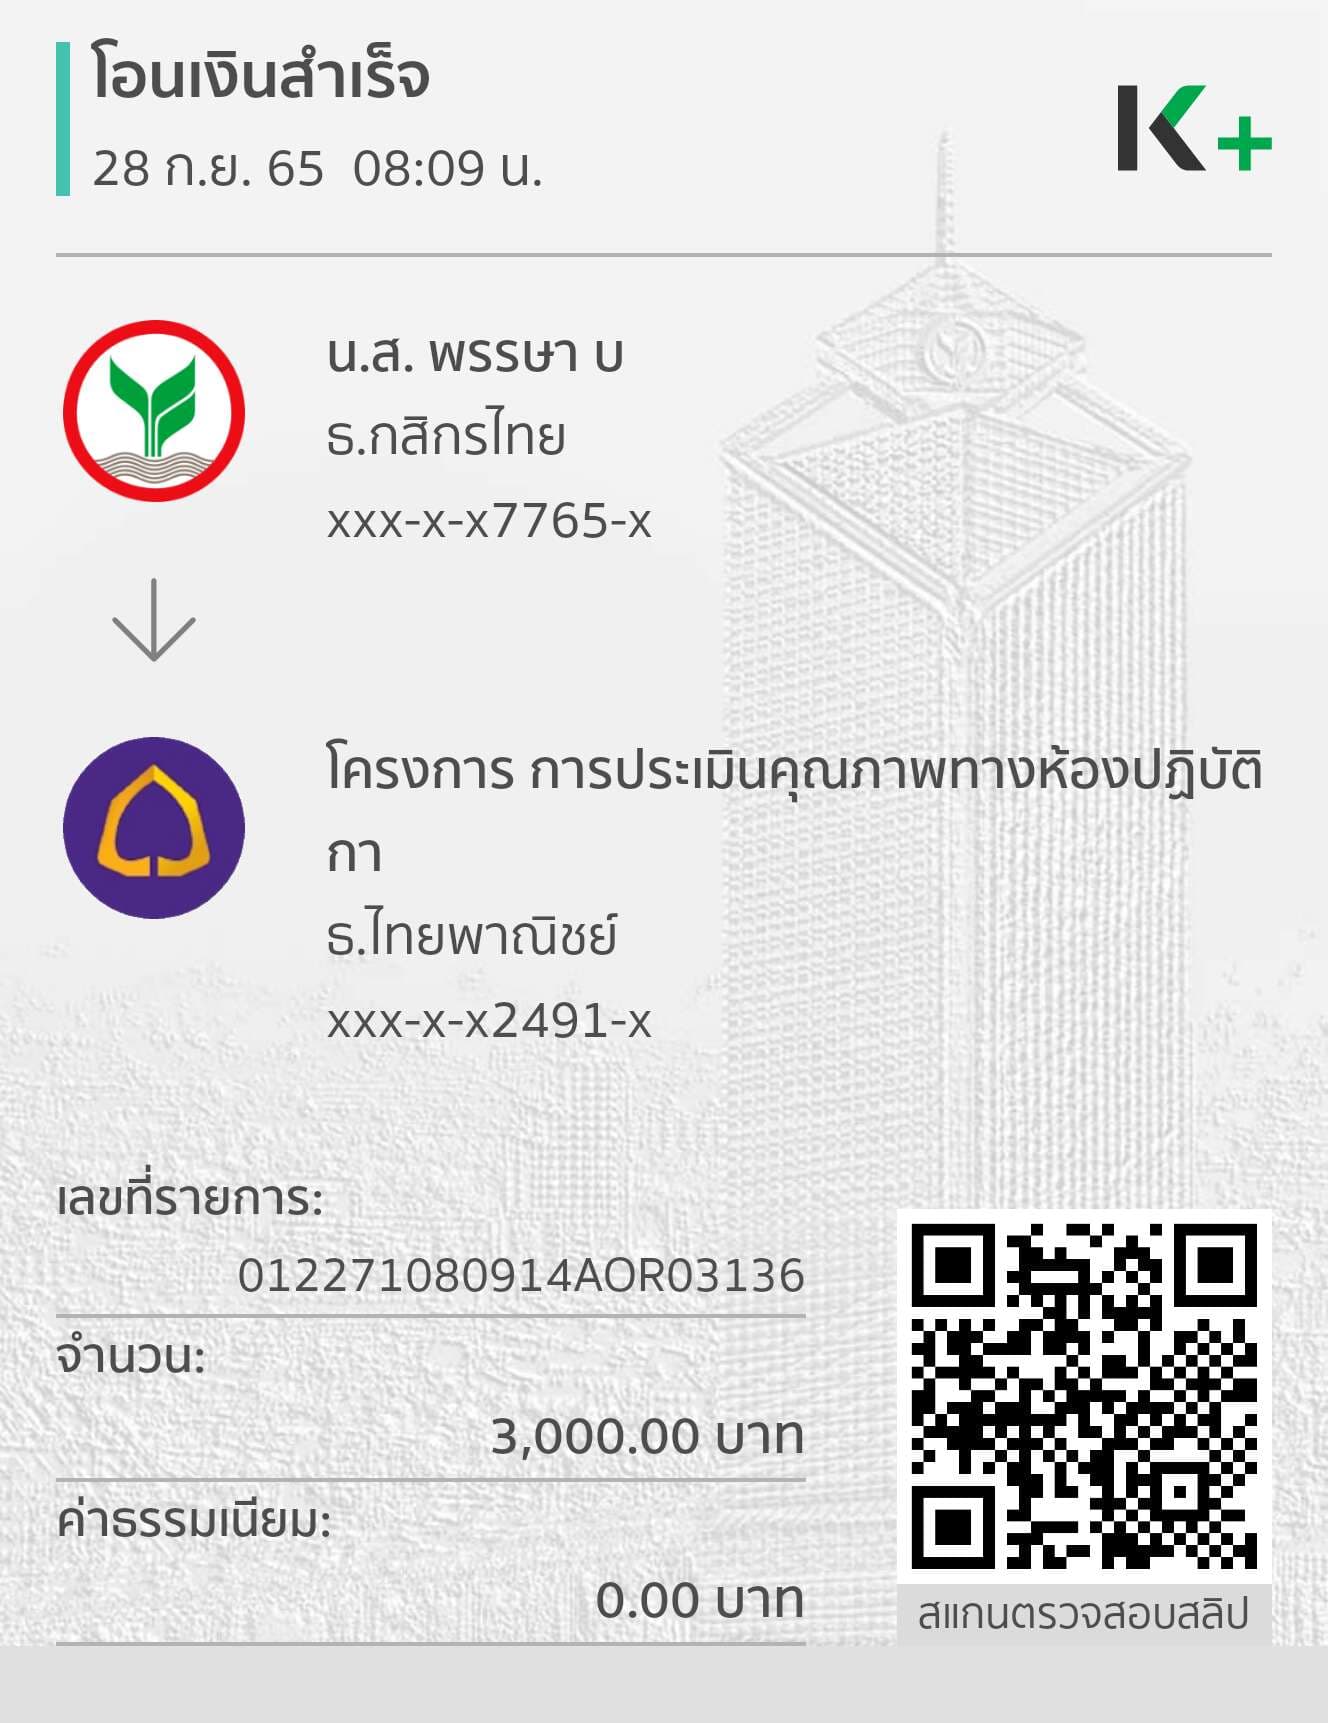 โอนเงินสำเร็จ
28 ก.ย. 65  08:09 น.
K+
น.ส. พรรษา บ
ธ.กสิกรไทย
xxx-x-x7765-x
โครงการ การประเมินคุณภาพทางห้องปฏิบัติ
กา
ธ.ไทยพาณิชย์
xxx-x-x2491-x
เลขที่รายการ:
012271080914AOR03136
จำนวน:
3,000.00 บาท
ค่าธรรมเนียม:
0.00 บาท
สแกนตรวจสอบสลิป